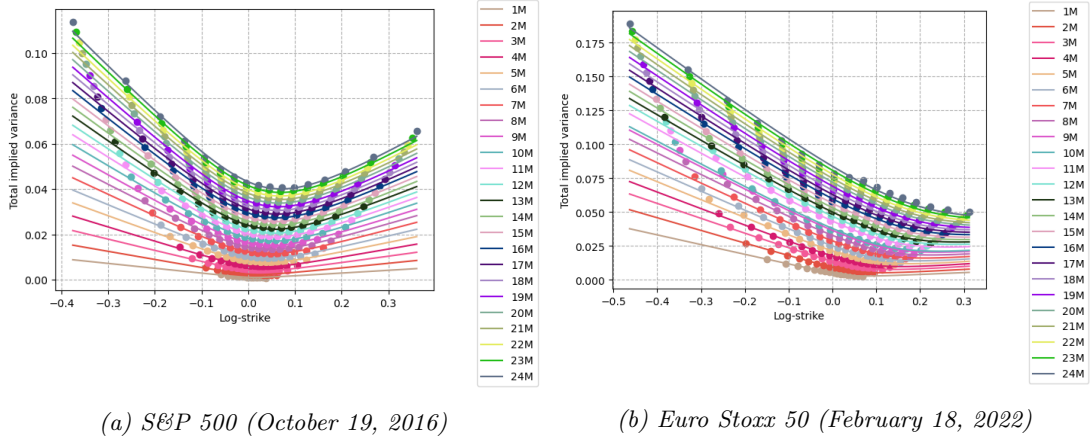 0.10
0.08
0.06
0.04
0.02
0.00
−0.4 −0.3 −0.2 −0.1 0.0 0.1 0.2 0.3
Total implied variance
Log-strike
1M
2M
3M
4M
5M
6M
7M
8M
9M
10M
11M
12M
13M
14M
15M
16M
17M
18M
19M
20M
21M
22M
23M
24M
(a) S&P 500 (October 19, 2016)
0.175
0.150
0.125
0.100
0.075
0.050
0.025
0.000
−0.5 −0.4 −0.3 −0.2 −0.1 0.0 0.1 0.2 0.3
Total implied variance
Log-strike
1M
2M
3M
4M
5M
6M
7M
8M
9M
10M
11M
12M
13M
14M
15M
16M
17M
18M
19M
20M
21M
22M
23M
24M
(b) Euro Stoxx 50 (February 18, 2022)